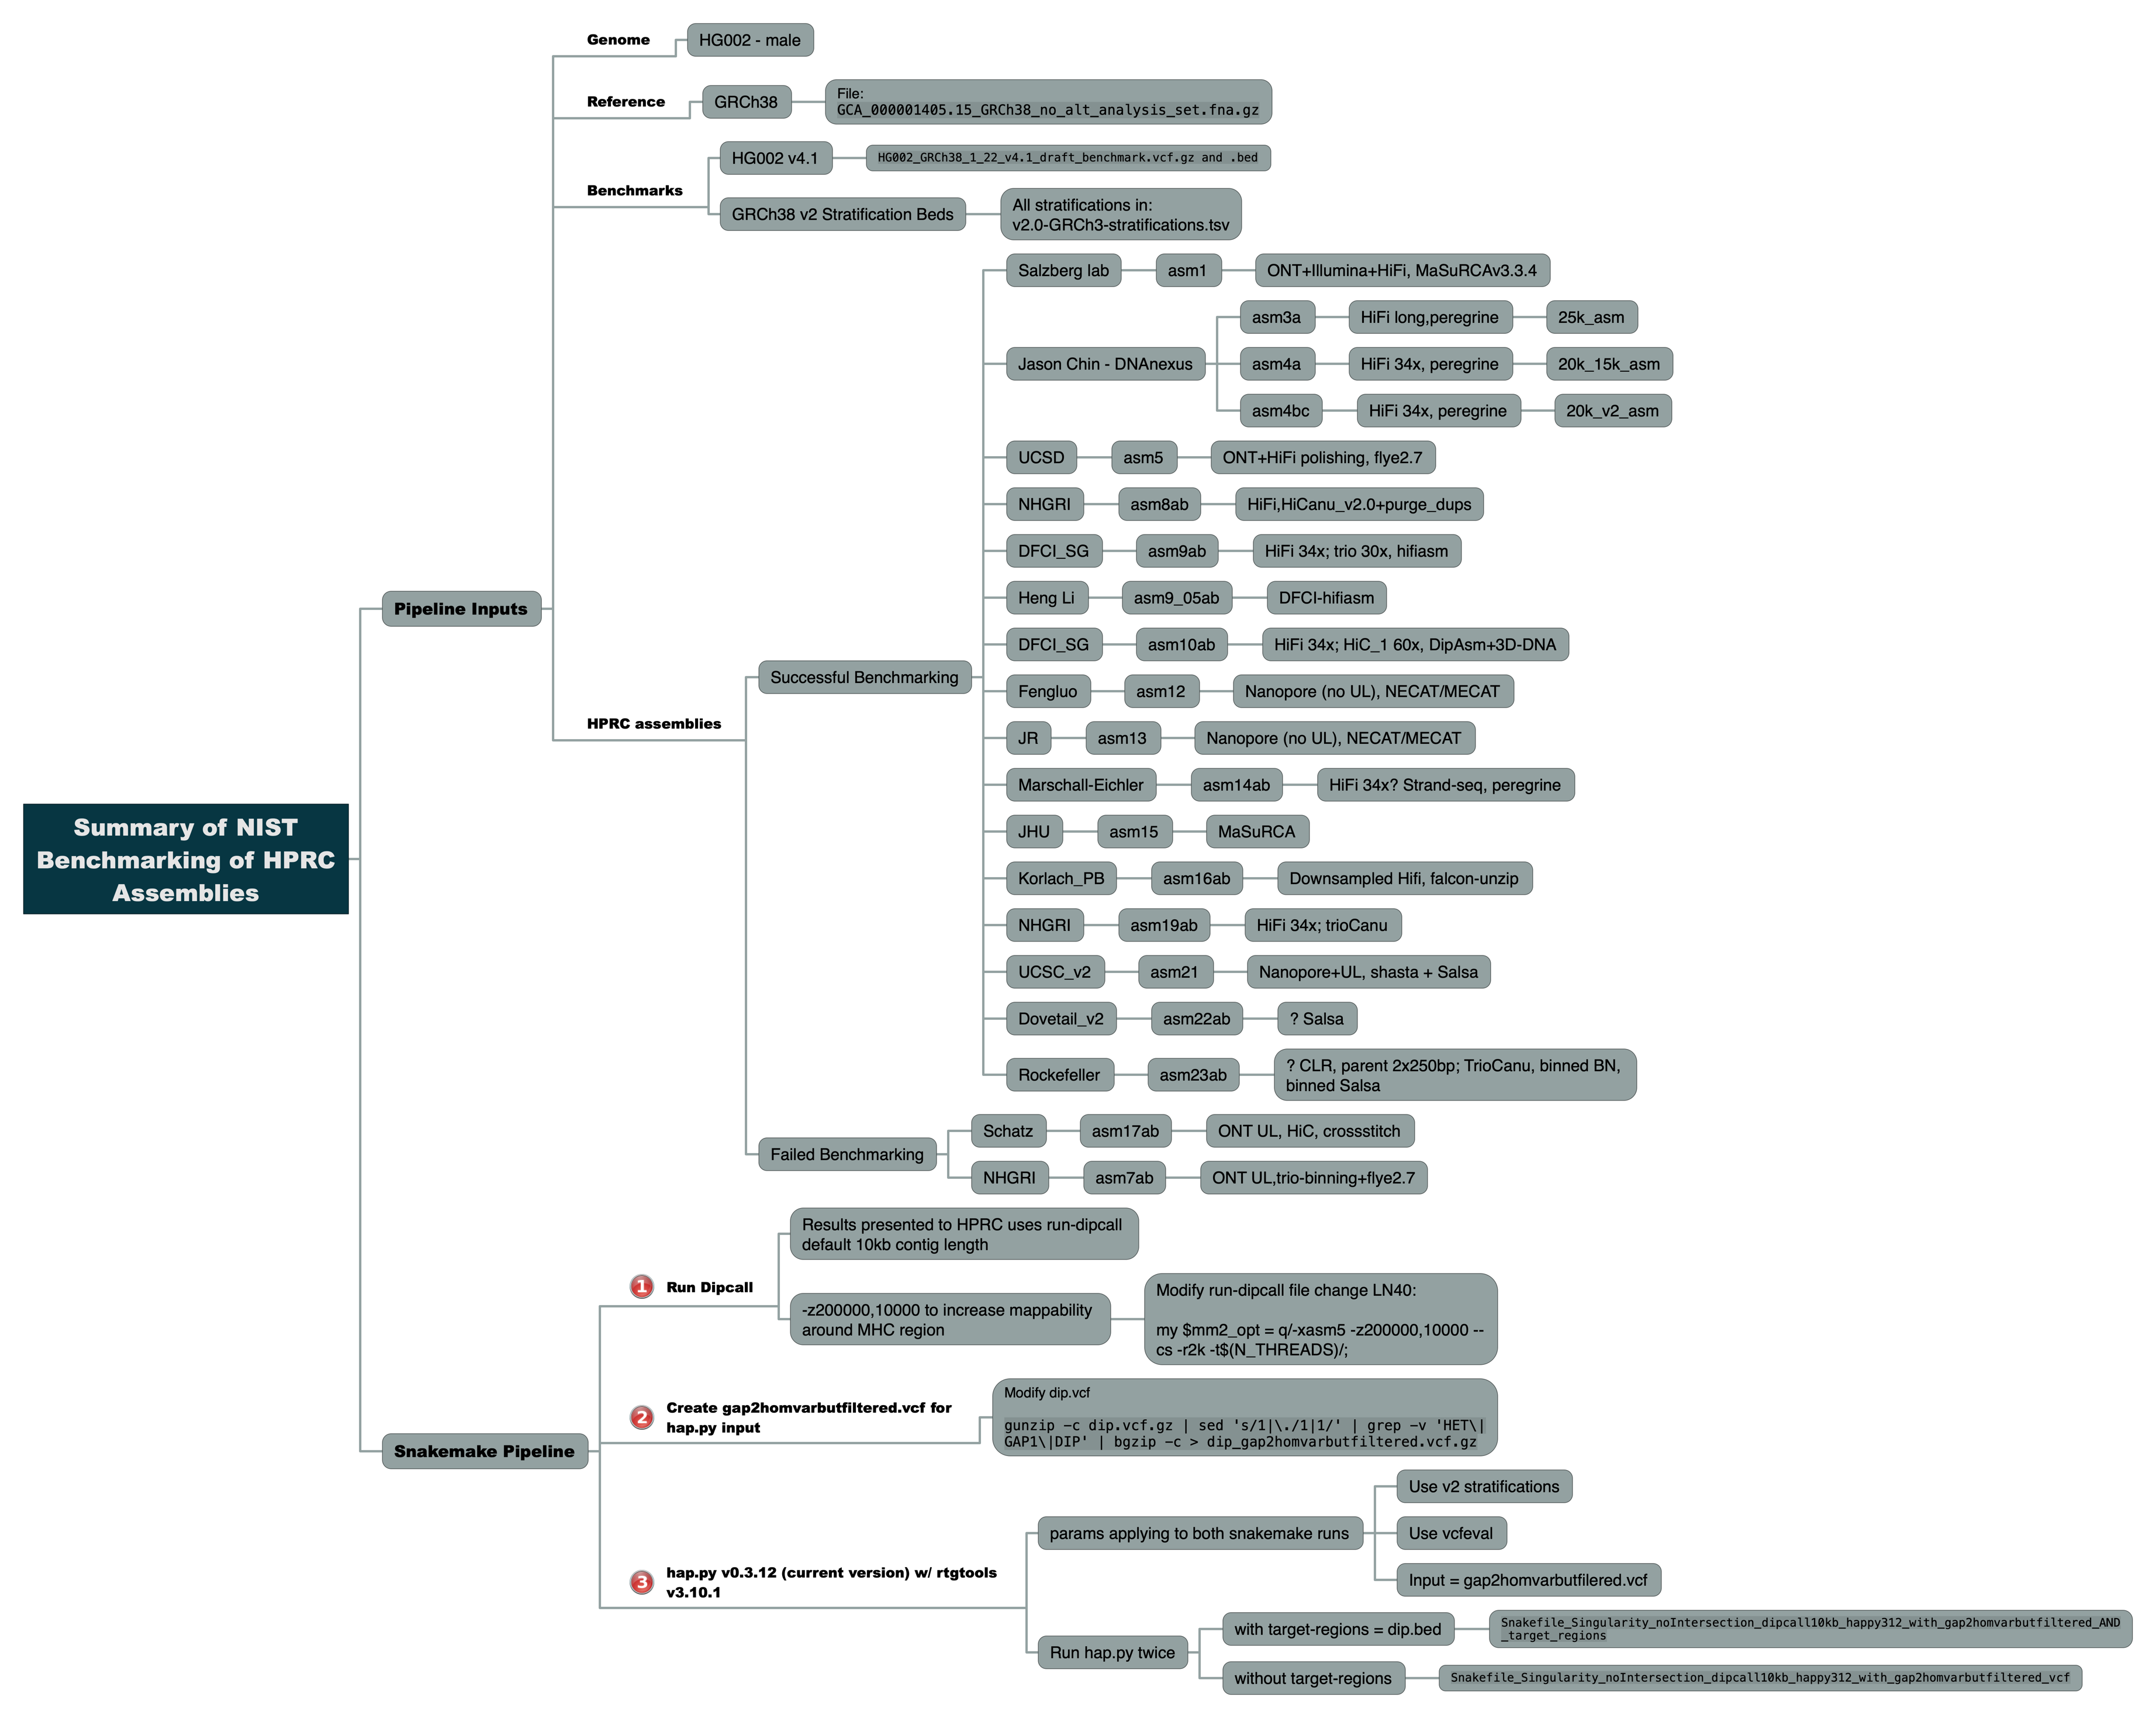 Summary of NIST
Benchmarking of HPRC
Assemblies
Pipeline Inputs
Genome
HG002 - male
Reference
GRCh38
File:
GCA_000001405.15_GRCh38_no_alt_analysis_set.fna.gz
Benchmarks
HG002 v4.1
HG002_GRCh38_1_22_v4.1_draft_benchmark.vcf.gz and .bed
GRCh38 v2 Stratification Beds
All stratifications in:
v2.0-GRCh3-stratifications.tsv
HPRC assemblies
Successful Benchmarking
Salzberg lab
asm1
ONT+Illumina+HiFi, MaSuRCAv3.3.4
Jason Chin - DNAnexus
asm3a
HiFi long,peregrine
25k_asm
asm4a
HiFi 34x, peregrine
20k_15k_asm
asm4bc
HiFi 34x, peregrine
20k_v2_asm
UCSD
asm5
ONT+HiFi polishing, flye2.7
NHGRI
asm8ab
HiFi,HiCanu_v2.0+purge_dups
DFCI_SG
asm9ab
HiFi 34x; trio 30x, hifiasm
Heng Li
asm9_05ab
DFCI-hifiasm
DFCI_SG
asm10ab
HiFi 34x; HiC_1 60x, DipAsm+3D-DNA
Fengluo
asm12
Nanopore (no UL), NECAT/MECAT
JR
asm13
Nanopore (no UL), NECAT/MECAT
Marschall-Eichler
asm14ab
HiFi 34x? Strand-seq, peregrine
JHU
asm15
MaSuRCA
Korlach_PB
asm16ab
Downsampled Hifi, falcon-unzip
NHGRI
asm19ab
HiFi 34x; trioCanu
UCSC_v2
asm21
Nanopore+UL, shasta + Salsa
Dovetail_v2
asm22ab
? Salsa
Rockefeller
asm23ab
? CLR, parent 2x250bp; TrioCanu, binned BN,
binned Salsa
Failed Benchmarking
Schatz
asm17ab
ONT UL, HiC, crossstitch
NHGRI
asm7ab
ONT UL,trio-binning+flye2.7
Snakemake Pipeline
1 Run Dipcall
Results presented to HPRC uses run-dipcall
default 10kb contig length
-z200000,10000 to increase mappability
around MHC region
Modify run-dipcall file change LN40:
my $mm2_opt = q/-xasm5 -z200000,10000 --
cs -r2k -t$(N_THREADS)/;
2 Create gap2homvarbutfiltered.vcf for
hap.py input
Modify dip.vcf
gunzip -c dip.vcf.gz | sed 's/1|\./1|1/' | grep -v 'HET\|
GAP1\|DIP' | bgzip -c > dip_gap2homvarbutfiltered.vcf.gz
3 hap.py v0.3.12 (current version) w/ rtgtools
v3.10.1
params applying to both snakemake runs
Use v2 stratifications
Use vcfeval
Input = gap2homvarbutfilered.vcf
Run hap.py twice
with target-regions = dip.bed
Snakefile_Singularity_noIntersection_dipcall10kb_happy312_with_gap2homvarbutfiltered_AND
_target_regions
without target-regions
Snakefile_Singularity_noIntersection_dipcall10kb_happy312_with_gap2homvarbutfiltered_vcf